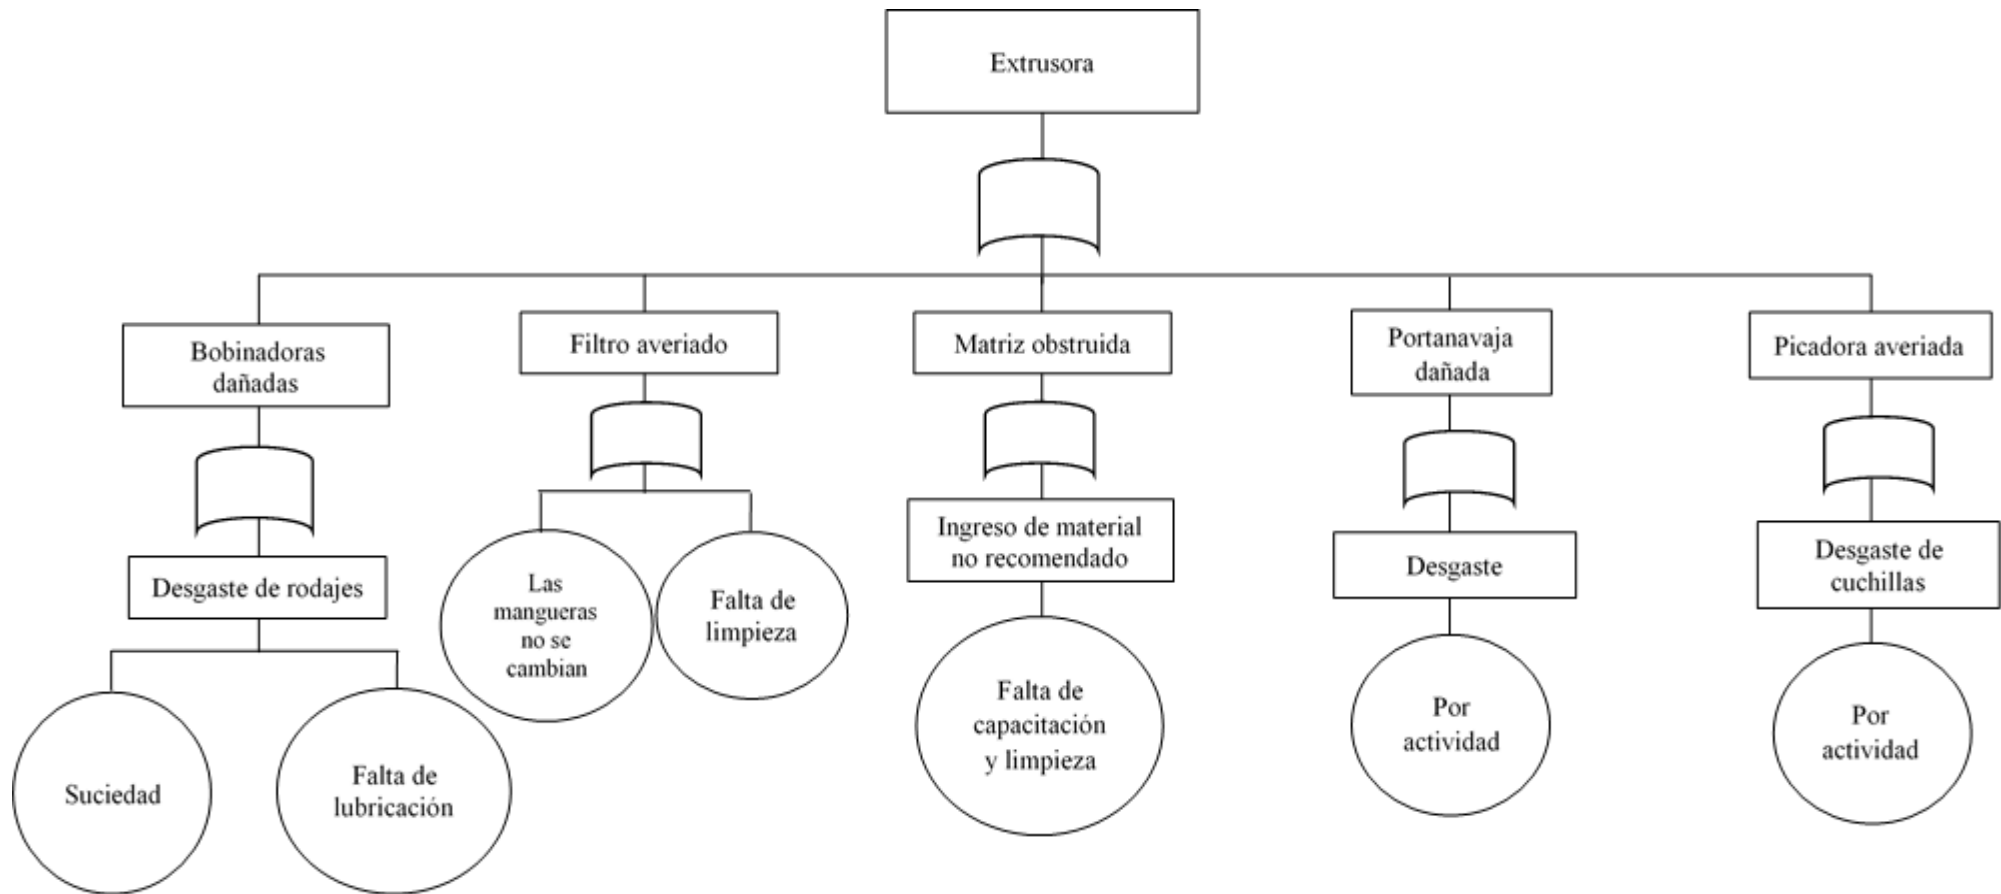 Extrusora
Bobinadoras
dañadas
Filtro averiado
Matriz obstruida
Portanavaja
dañada
Picadora averiada
Desgaste de rodajes
Las
mangueras
no se
cambian
Falta de
limpieza
Ingreso de material
no recomendado
Desgaste
Desgaste de
cuchillas
Suciedad
Falta de
lubricación
Falta de
capacitación
y limpieza
Por
actividad
Por
actividad